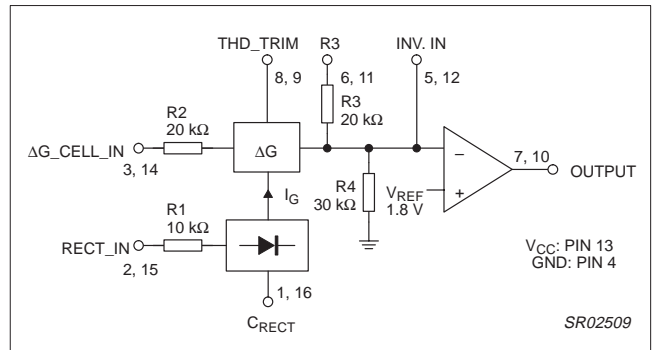 THD_TRIM
R3
INV. IN
8, 9
6, 11
5, 12
R3
20 kΩ
R2
20 kΩ
ΔG_CELL_IN
3, 14
ΔG
−
+
7, 10
OUTPUT
IG
R4
30 kΩ
VREF
1.8 V
R1
10 kΩ
RECT_IN
2, 15
VCC: PIN 13
GND: PIN 4
1, 16
CRECT
SR02509